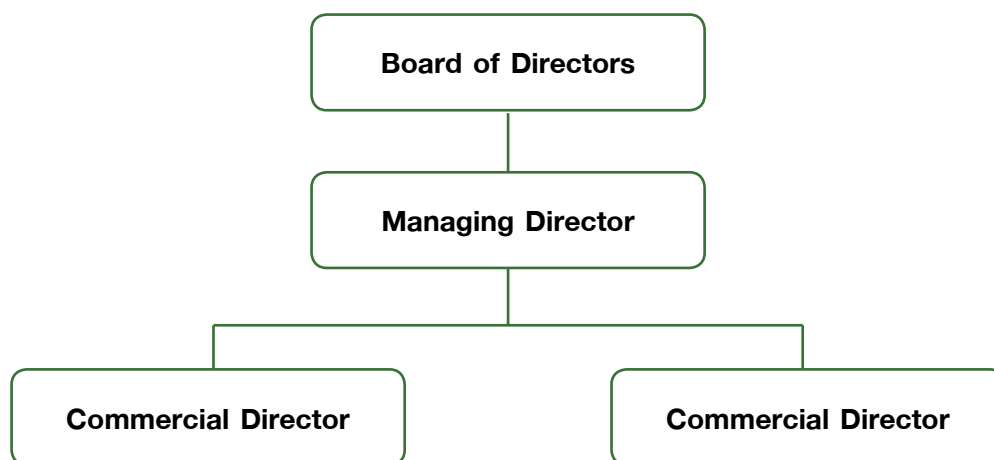 Board of Directors
Managing Director
Commercial Director
Commercial Director